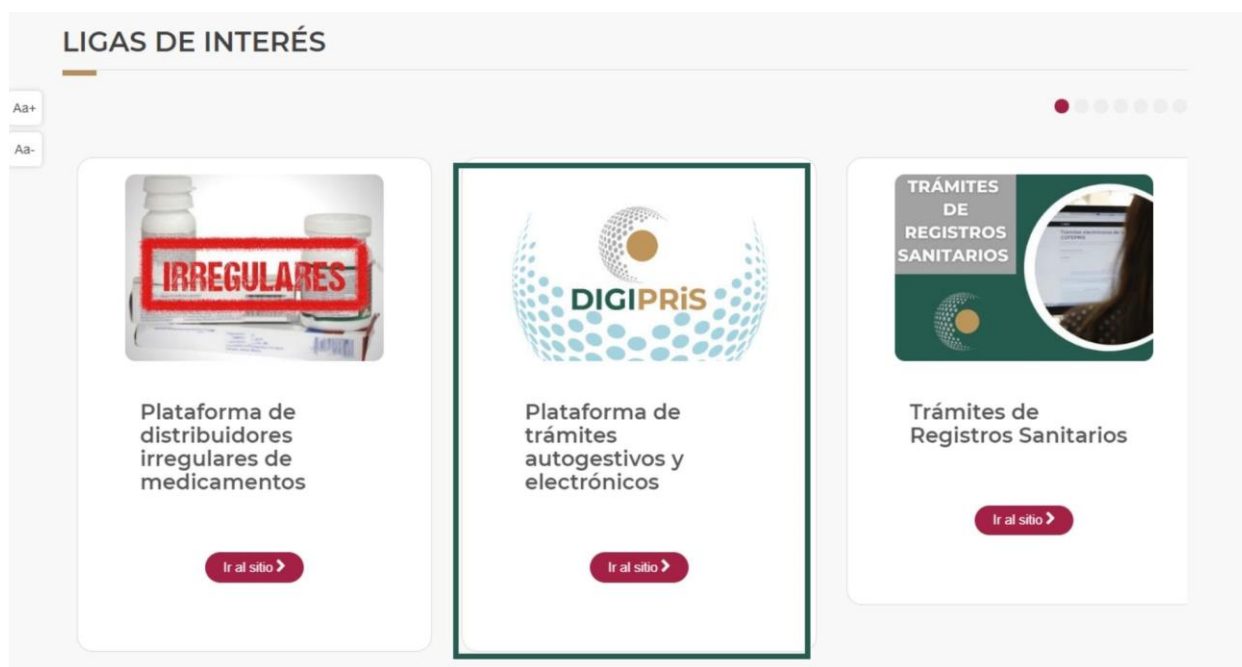 LIGAS DE INTERÉS
Aa+
Aa-
IRREGULARES
Plataforma de
distribuidores
irregulares de
medicamentos
Ir al sitio
DIGIPRiS
Plataforma de
trámites
autogestivos y
electrónicos
Ir al sitio
TRÁMITES
DE
REGISTROS
SANITARIOS
Trámites de
Registros Sanitarios
Ir al sitio